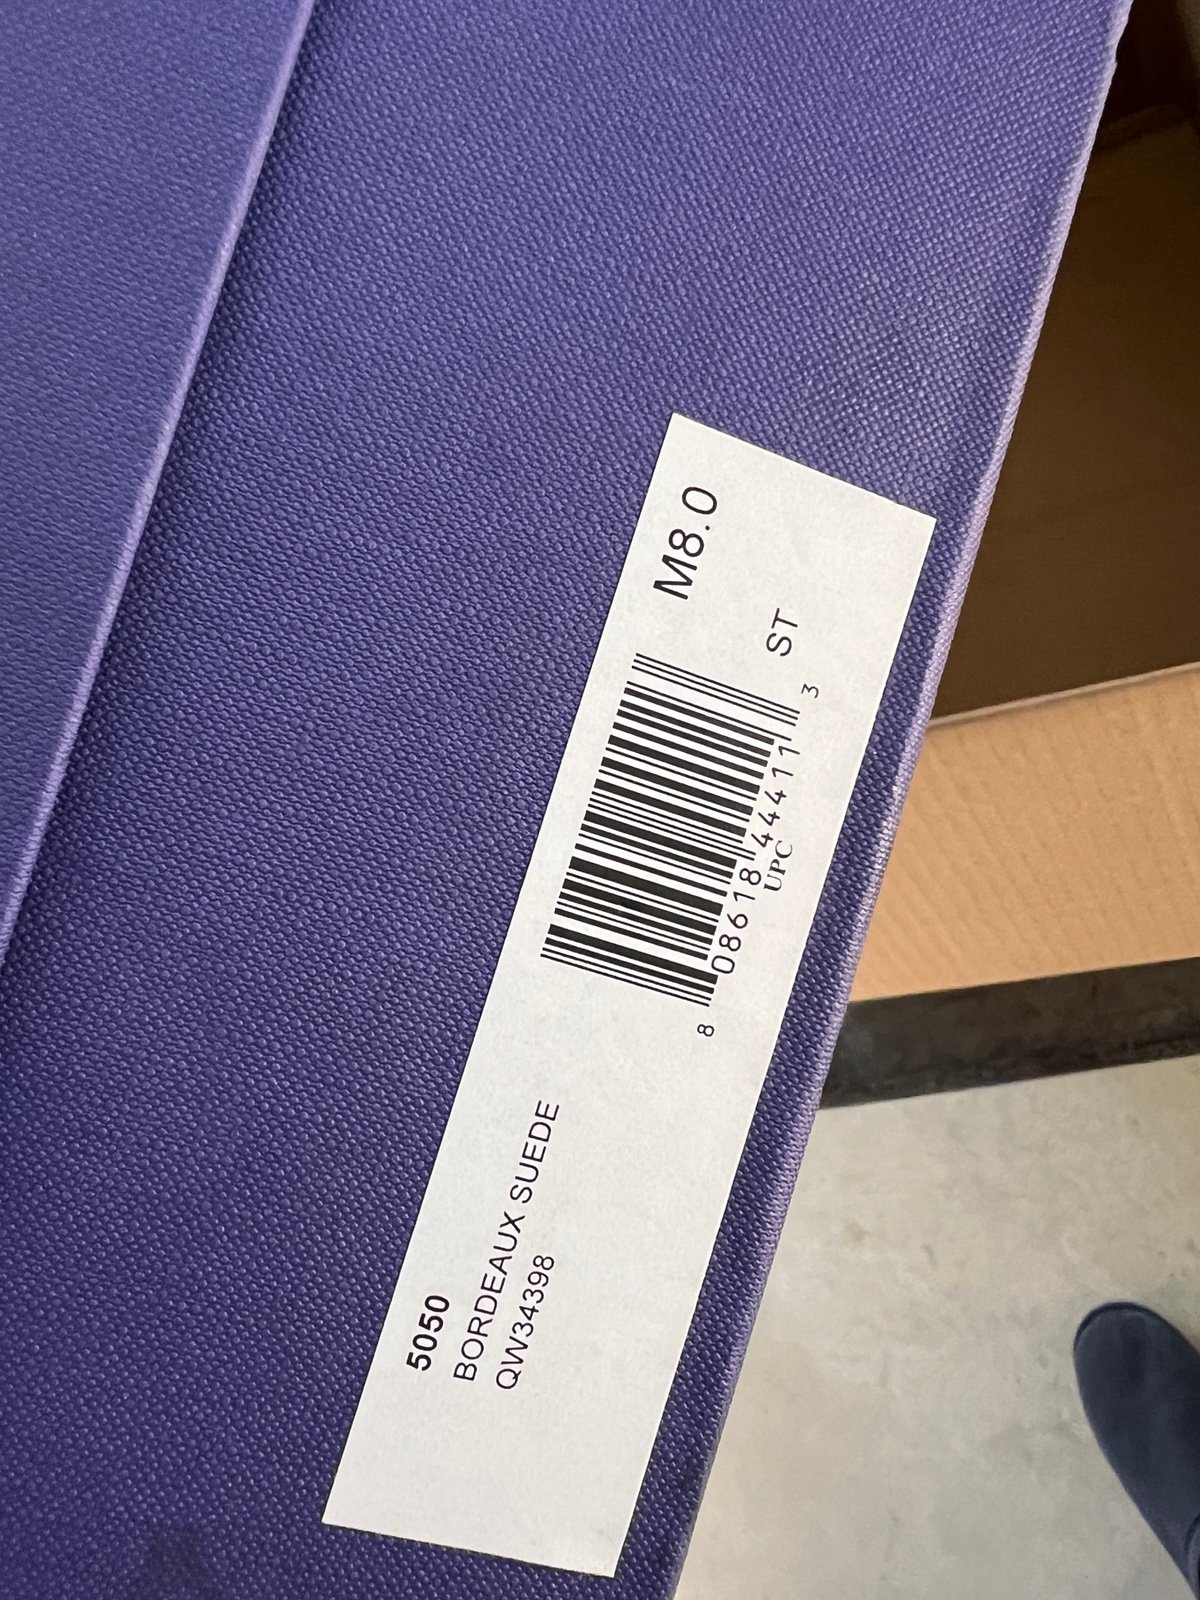 5050
BORDEAUX SUEDE
QW34398
M8.0
ST
8 08618 44411 3
UPC